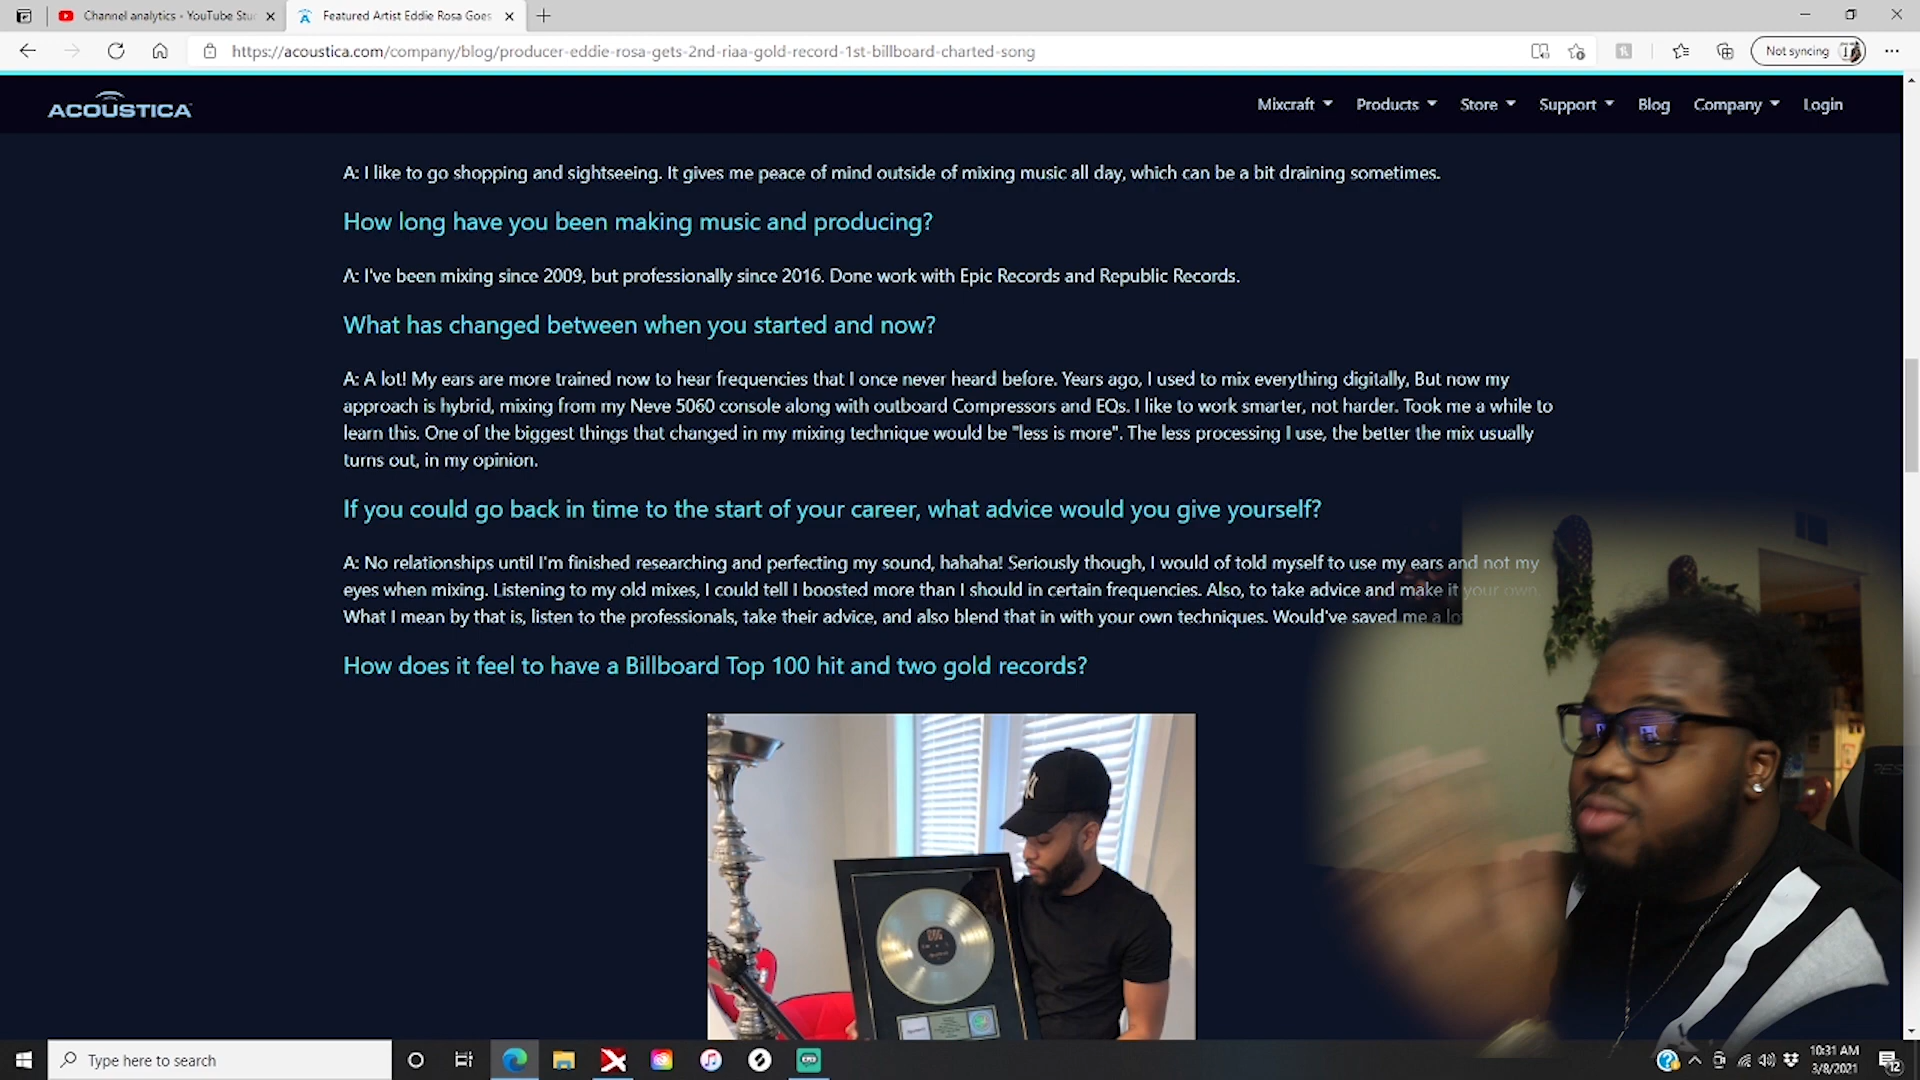 Channel analytics - YouTube Stu
Featured Artist Eddie Rosa Goes
https://acoustica.com/company/blog/producer-eddie-rosa-gets-2nd-riaa-gold-record-1st-billboard-charted-song
Not syncing
ACOUSTICA
Mixcraft Products Store Support Blog Company Login
A: I like to go shopping and sightseeing. It gives me peace of mind outside of mixing music all day, which can be a bit draining sometimes.
How long have you been making music and producing?
A: I've been mixing since 2009, but professionally since 2016. Done work with Epic Records and Republic Records.
What has changed between when you started and now?
A: A lot! My ears are more trained now to hear frequencies that I once never heard before. Years ago, I used to mix everything digitally, But now my
approach is hybrid, mixing from my Neve 5060 console along with outboard Compressors and EQs. I like to work smarter, not harder. Took me a while to
learn this. One of the biggest things that changed in my mixing technique would be "less is more". The less processing I use, the better the mix usually
turns out, in my opinion.
If you could go back in time to the start of your career, what advice would you give yourself?
A: No relationships until I'm finished researching and perfecting my sound, hahaha! Seriously though, I would of told myself to use my ears and not my
eyes when mixing. Listening to my old mixes, I could tell I boosted more than I should in certain frequencies. Also, to take advice and make it your own.
What I mean by that is, listen to the professionals, take their advice, and also blend that in with your own techniques. Would've saved me a lo
How does it feel to have a Billboard Top 100 hit and two gold records?
Type here to search
10:31 AM
3/8/2021
12